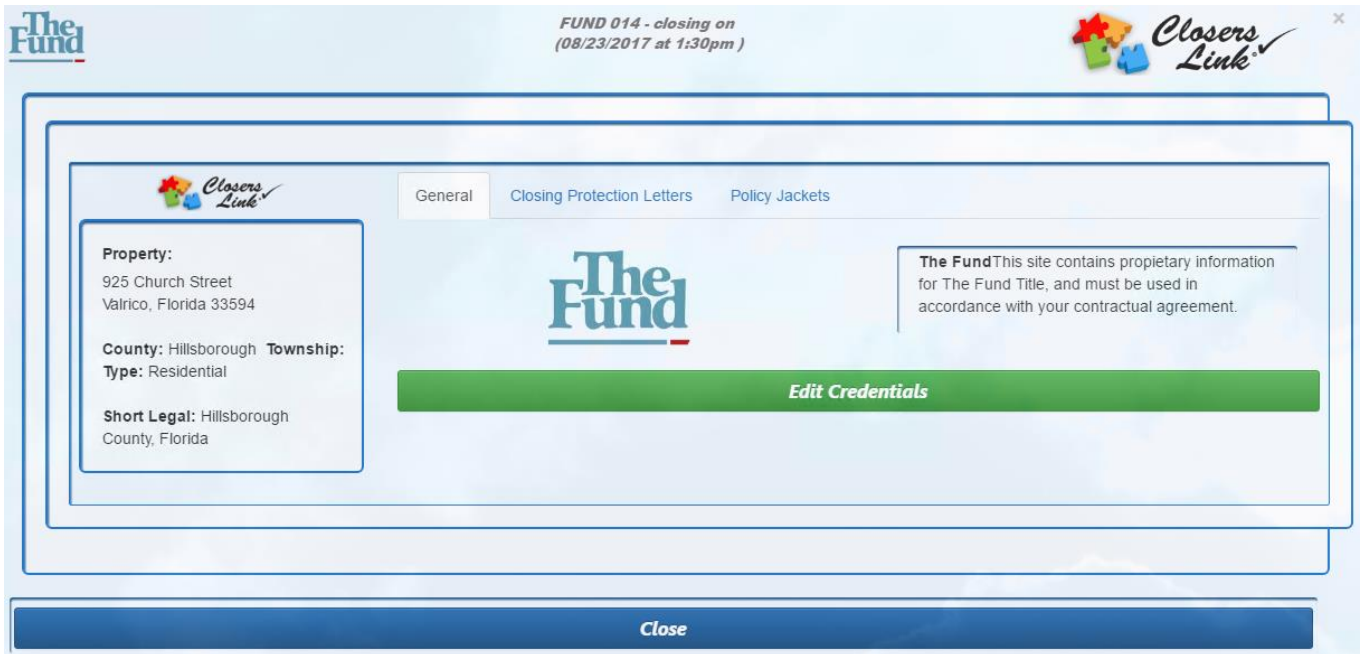 The
Fund
FUND 014 - closing on
(08/23/2017 at 1:30pm )
Closers
Link
×
Closers
Link
General Closing Protection Letters Policy Jackets
Property:
925 Church Street
Valrico, Florida 33594
County: Hillsborough Township:
Type: Residential
Short Legal: Hillsborough
County, Florida
The
Fund
The FundThis site contains propietary information
for The Fund Title, and must be used in
accordance with your contractual agreement.
Edit Credentials
Close